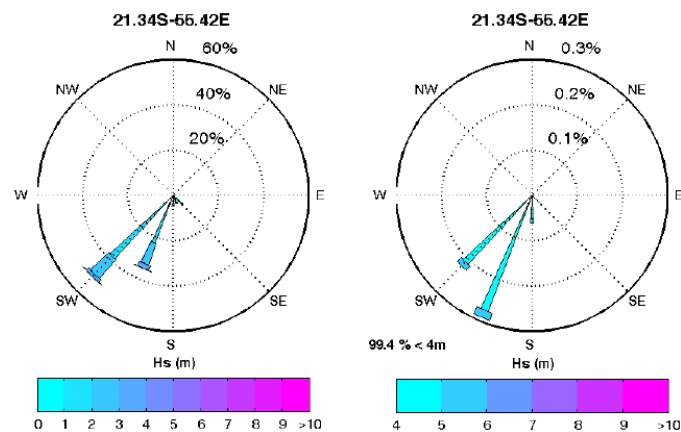 21.34S-55.42E
N
60%
NW
NE
40%
20%
W
E
SW
SE
S
Hs (m)
0 1 2 3 4 5 6 7 8 9 >10
21.34S-55.42E
N
0.3%
NW
NE
0.2%
0.1%
W
E
SW
SE
S
99.4 % < 4m
Hs (m)
4 5 6 7 8 9 >10